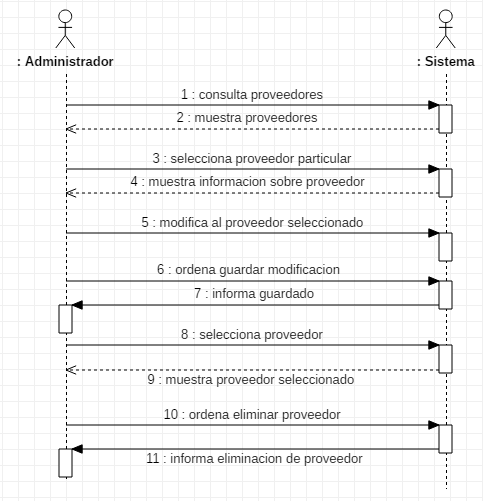 : Administrador
: Sistema
1 : consulta proveedores
2 : muestra proveedores
3 : selecciona proveedor particular
4 : muestra informacion sobre proveedor
5 : modifica al proveedor seleccionado
6 : ordena guardar modificacion
7 : informa guardado
8 : selecciona proveedor
9 : muestra proveedor seleccionado
10 : ordena eliminar proveedor
11 : informa eliminacion de proveedor